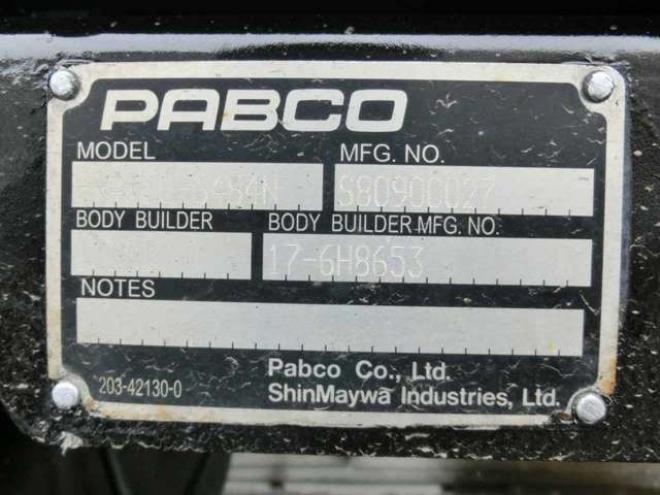 PABCO
MODEL MFG. NO.
S8090C027
BODY BUILDER BODY BUILDER MFG. NO.
17-6H8653
NOTES
Pabco Co., Ltd.
203-42130-0 ShinMaywa Industries, Ltd.